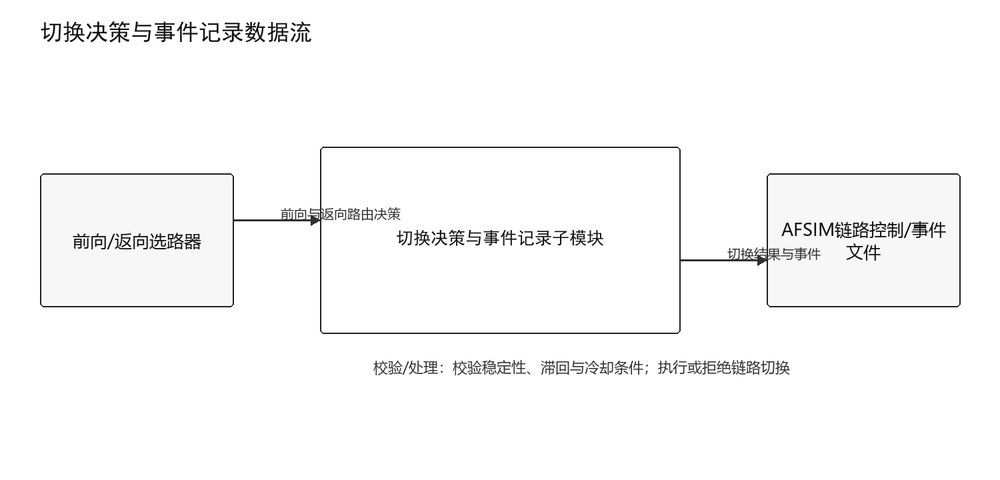 切换决策与事件记录数据流
前向与返向路由决策
前向/返向选路器
切换决策与事件记录子模块
AFSIM链路控制/事件
文件
切换结果与事件
校验/处理：校验稳定性、滞回与冷却条件；执行或拒绝链路切换